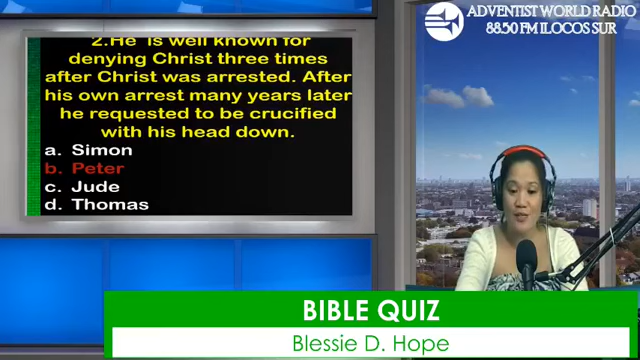 2.He is well known for
denying Christ three times
after Christ was arrested. After
his own arrest many years later
he requested to be crucified
with his head down.
a. Simon
b. Peter
c. Jude
d. Thomas
ADVENTIST WORLD RADIO
88.50 FM ILOCOS SUR
BIBLE QUIZ
Blessie D. Hope